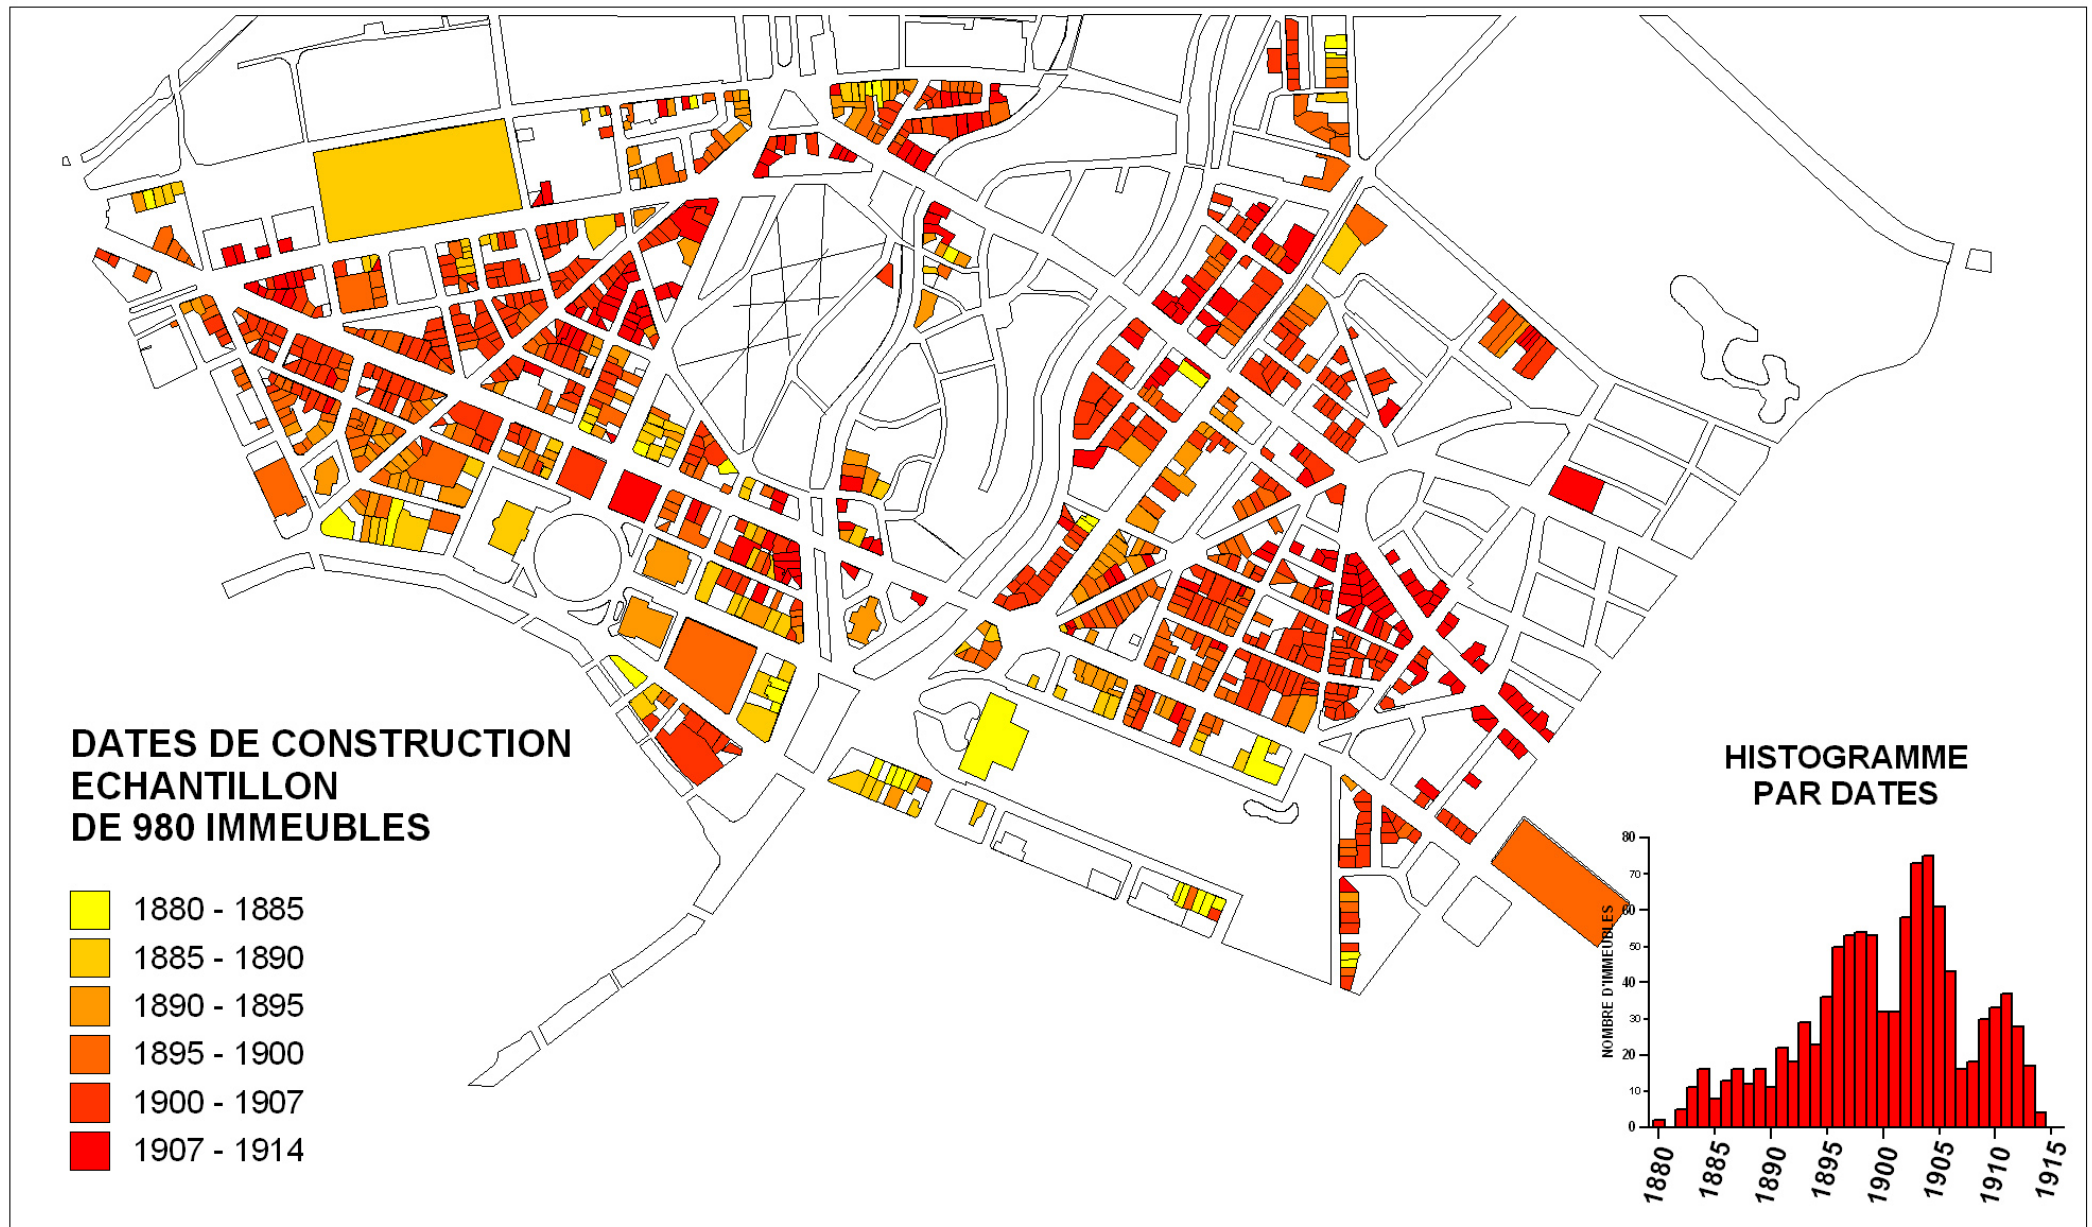 DATES DE CONSTRUCTION
ECHANTILLON
DE 980 IMMEUBLES
1880 - 1885
1885 - 1890
1890 - 1895
1895 - 1900
1900 - 1907
1907 - 1914
HISTOGRAMME
PAR DATES
NOMBRE D'IMMEUBLES
80
70
60
50
40
30
20
10
0
1880 1885 1890 1895 1900 1905 1910 1915